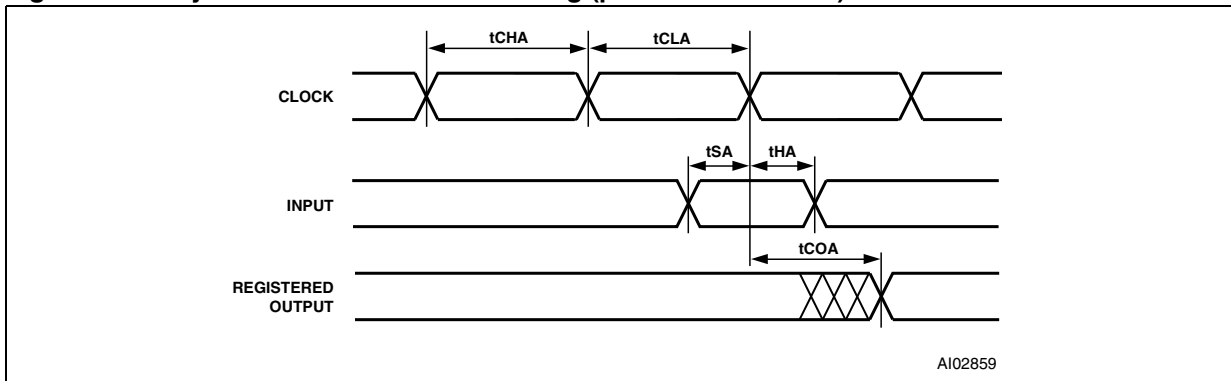 tCHA tCLA
CLOCK
tSA tHA
INPUT
tCOA
REGISTERED
OUTPUT
AI02859